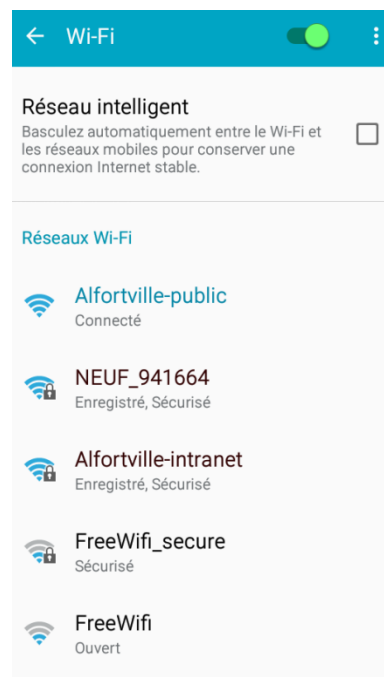 Wi-Fi
Réseau intelligent
Basculez automatiquement entre le Wi-Fi et
les réseaux mobiles pour conserver une
connexion Internet stable.
Réseaux Wi-Fi
Alfortville-public
Connecté
NEUF_941664
Enregistré, Sécurisé
Alfortville-intranet
Enregistré, Sécurisé
FreeWifi_secure
Sécurisé
FreeWifi
Ouvert